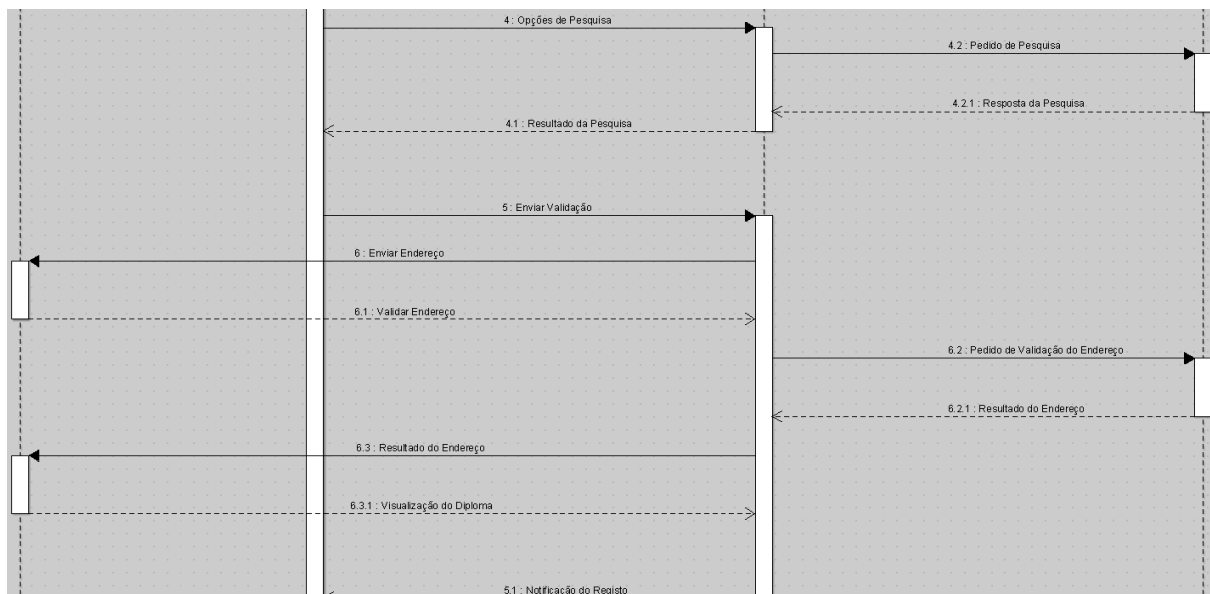 4 : Opções de Pesquisa
4.2 : Pedido de Pesquisa
4.2.1 : Resposta da Pesquisa
4.1 : Resultado da Pesquisa
5 : Enviar Validação
6 : Enviar Endereço
6.1 : Validar Endereço
6.2 : Pedido de Validação do Endereço
6.2.1 : Resultado do Endereço
6.3 : Resultado do Endereço
6.3.1 : Visualização do Diploma
5.1 : Notificação do Registo